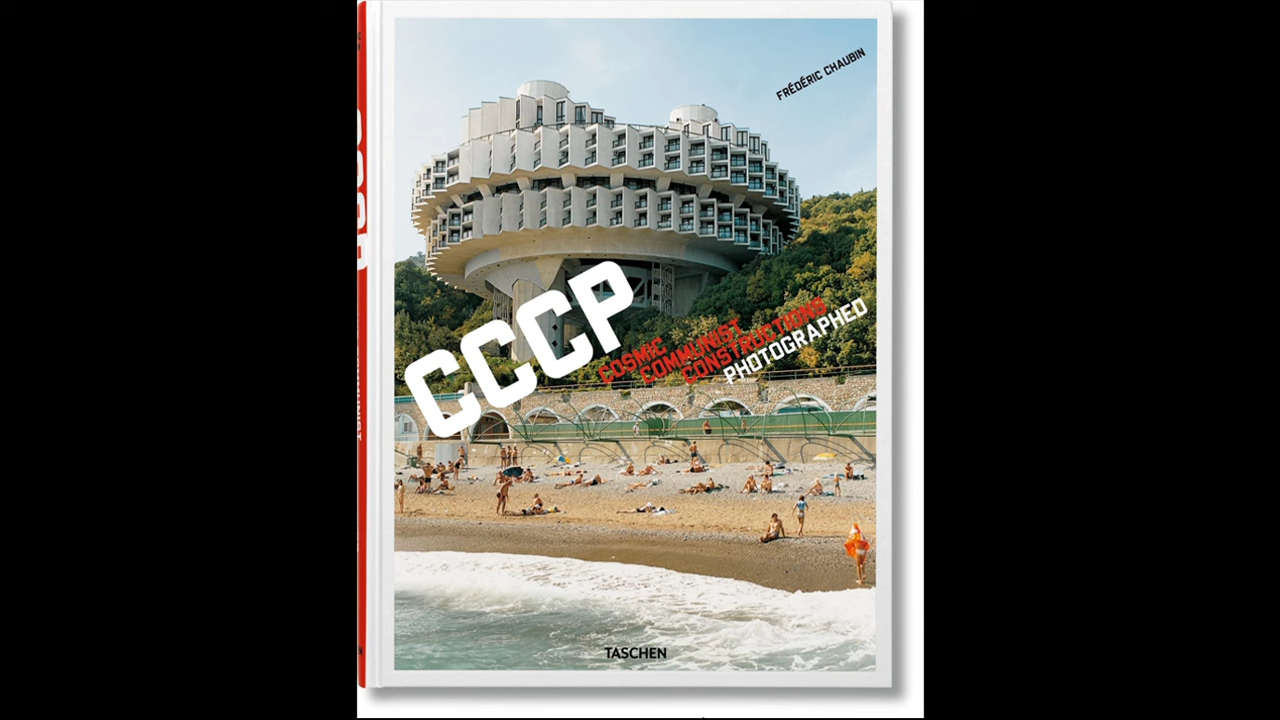 FRÉDÉRIC CHAUBIN
CCCP
COSMIC
COMMUNIST
CONSTRUCTIONS
PHOTOGRAPHED
TASCHEN